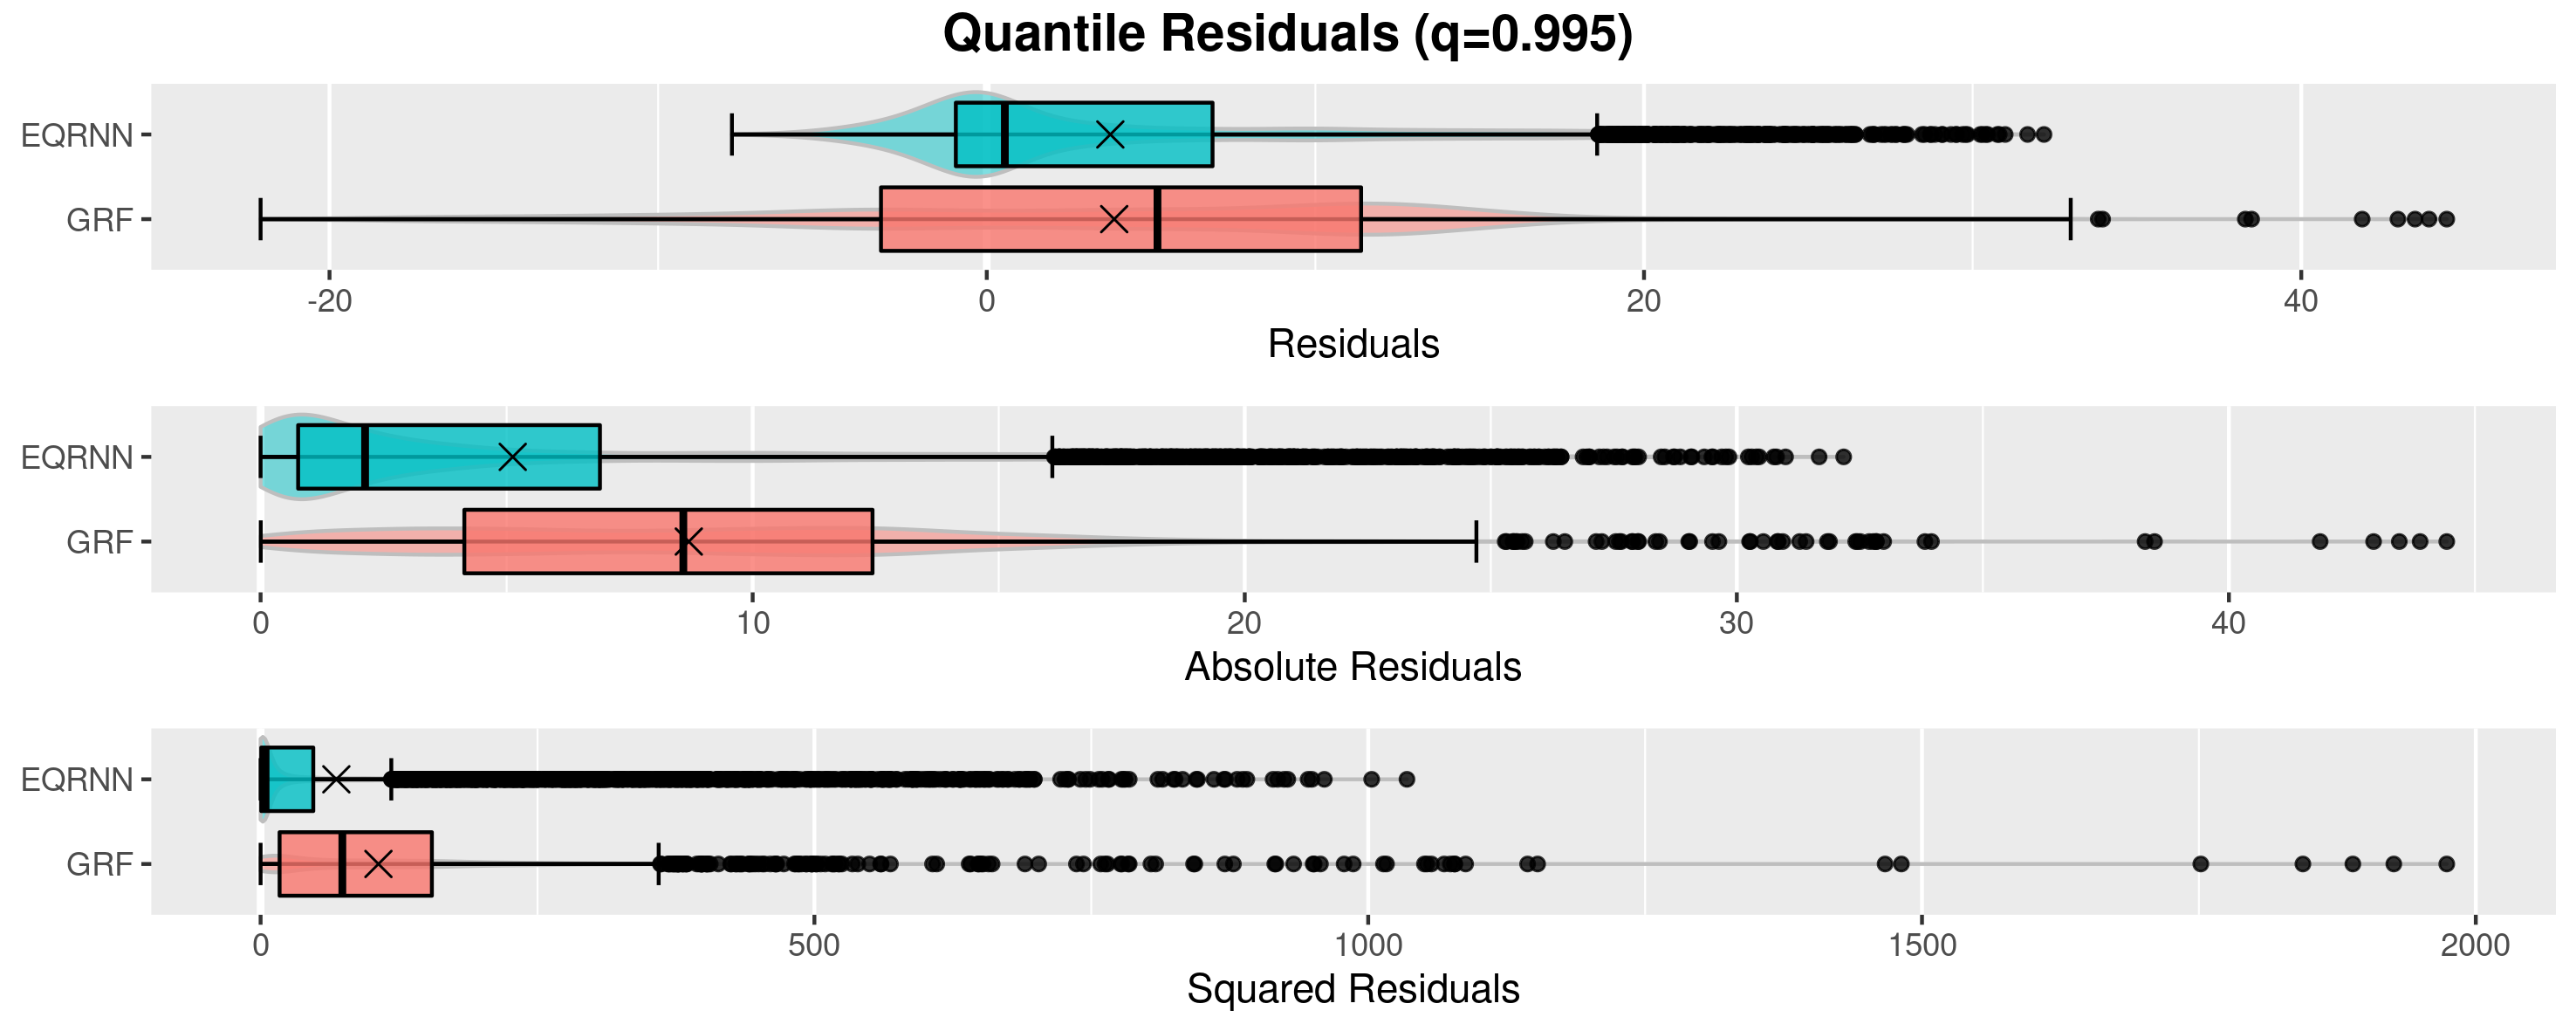 Quantile Residuals (q=0.995)
EQRNN
GRF
-20 0 20 40
Residuals
EQRNN
GRF
0 10 20 30 40
Absolute Residuals
EQRNN
GRF
0 500 1000 1500 2000
Squared Residuals